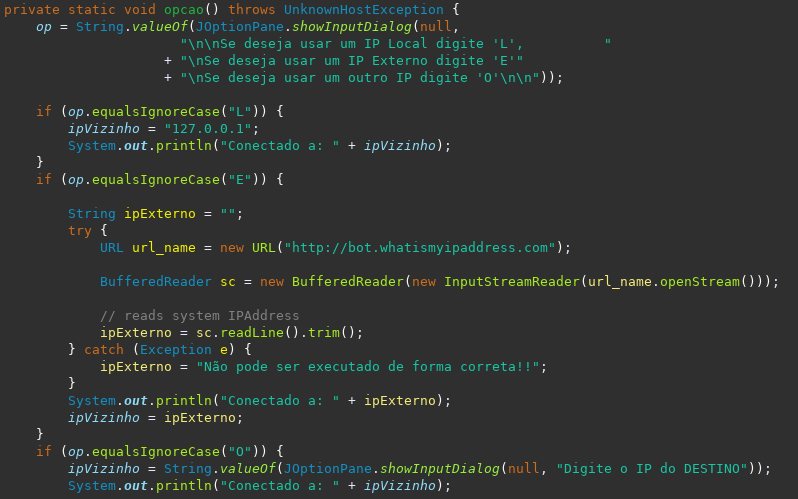 private static void opcao() throws UnknownHostException {
    op = String.valueOf(JOptionPane.showInputDialog(null,
                      "\n\nSe deseja usar um IP Local digite 'L',          "
                    + "\nSe deseja usar um IP Externo digite 'E'"
                    + "\nSe deseja usar um outro IP digite 'O'\n\n"));

    if (op.equalsIgnoreCase("L")) {
        ipVizinho = "127.0.0.1";
        System.out.println("Conectado a: " + ipVizinho);
    }
    if (op.equalsIgnoreCase("E")) {

        String ipExterno = "";
        try {
            URL url_name = new URL("http://bot.whatismyipaddress.com");

            BufferedReader sc = new BufferedReader(new InputStreamReader(url_name.openStream()));

            // reads system IPAddress
            ipExterno = sc.readLine().trim();
        } catch (Exception e) {
            ipExterno = "Não pode ser executado de forma correta!!";
        }
        System.out.println("Conectado a: " + ipExterno);
        ipVizinho = ipExterno;
    }
    if (op.equalsIgnoreCase("O")) {
        ipVizinho = String.valueOf(JOptionPane.showInputDialog(null, "Digite o IP do DESTINO"));
        System.out.println("Conectado a: " + ipVizinho);